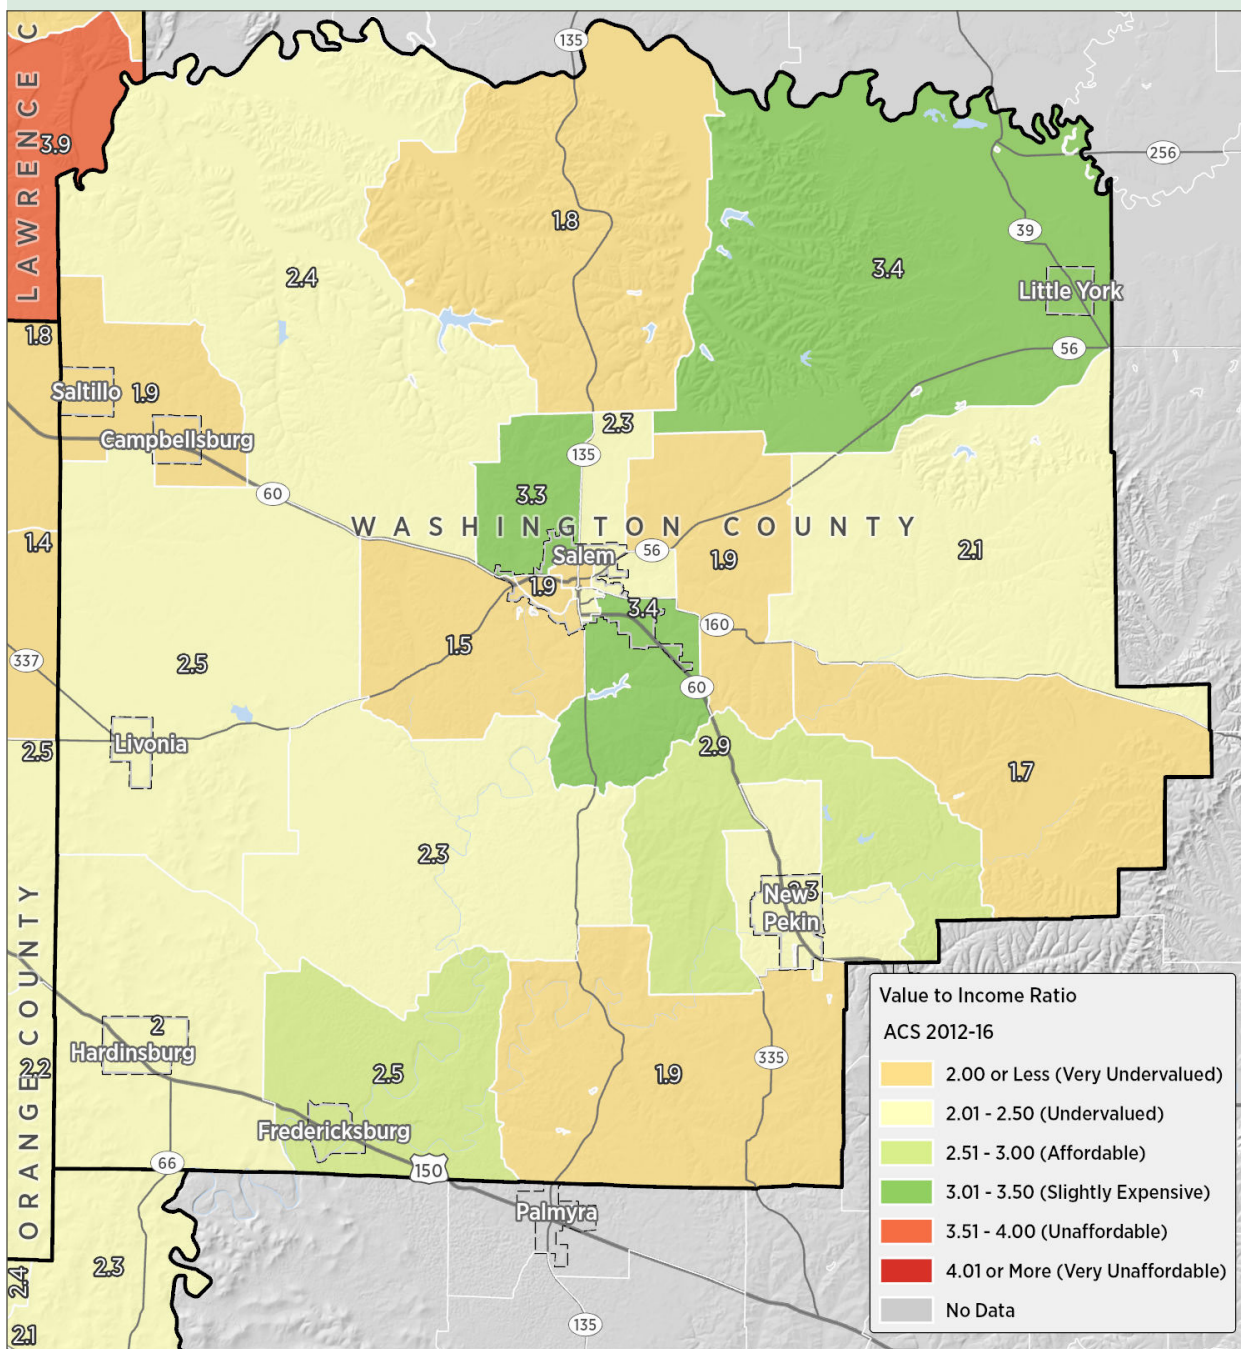 LAWRENCE C
135
3.9
256
1.8
39
2.4
3.4
Little York
1.8
56
Saltillo
1.9
2.3
Campbellsburg
135
3.3
60
WASHINGTON COUNTY
1.4
Salem
56
2.1
1.9
1.9
3.4
160
1.5
337
2.5
60
Livonia
2.5
2.9
1.7
2.3
2.3
New
Pekin
ORANGE COUNTY
2
Hardinsburg
2.2
2.5
1.9
335
Fredericksburg
66
150
Palmyra
2.3
2.4
2.1
135
Value to Income Ratio
ACS 2012-16
2.00 or Less (Very Undervalued)
2.01 - 2.50 (Undervalued)
2.51 - 3.00 (Affordable)
3.01 - 3.50 (Slightly Expensive)
3.51 - 4.00 (Unaffordable)
4.01 or More (Very Unaffordable)
No Data